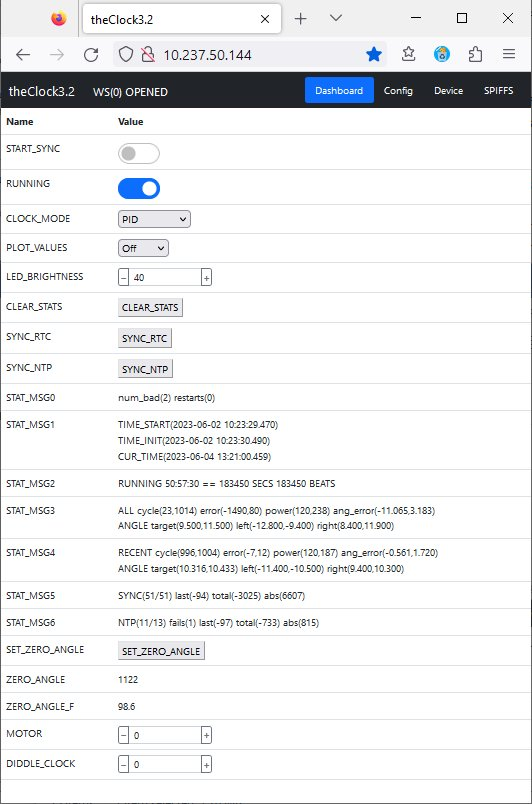 theClock3.2
10.237.50.144
theClock3.2 WS(0) OPENED Dashboard Config Device SPIFFS
Name Value
START_SYNC
RUNNING
CLOCK_MODE PID
PLOT_VALUES Off
LED_BRIGHTNESS − 40 +
CLEAR_STATS CLEAR_STATS
SYNC_RTC SYNC_RTC
SYNC_NTP SYNC_NTP
STAT_MSG0 num_bad(2) restarts(0)
STAT_MSG1 TIME_START(2023-06-02 10:23:29.470)
TIME_INIT(2023-06-02 10:23:30.490)
CUR_TIME(2023-06-04 13:21:00.459)
STAT_MSG2 RUNNING 50:57:30 == 183450 SECS 183450 BEATS
STAT_MSG3 ALL cycle(23,1014) error(-1490,80) power(120,238) ang_error(-11.065,3.183)
ANGLE target(9.500,11.500) left(-12.800,-9.400) right(8.400,11.900)
STAT_MSG4 RECENT cycle(996,1004) error(-7,12) power(120,187) ang_error(-0.561,1.720)
ANGLE target(10.316,10.433) left(-11.400,-10.500) right(9.400,10.300)
STAT_MSG5 SYNC(51/51) last(-94) total(-3025) abs(6607)
STAT_MSG6 NTP(11/13) fails(1) last(-97) total(-733) abs(815)
SET_ZERO_ANGLE SET_ZERO_ANGLE
ZERO_ANGLE 1122
ZERO_ANGLE_F 98.6
MOTOR − 0 +
DIDDLE_CLOCK − 0 +